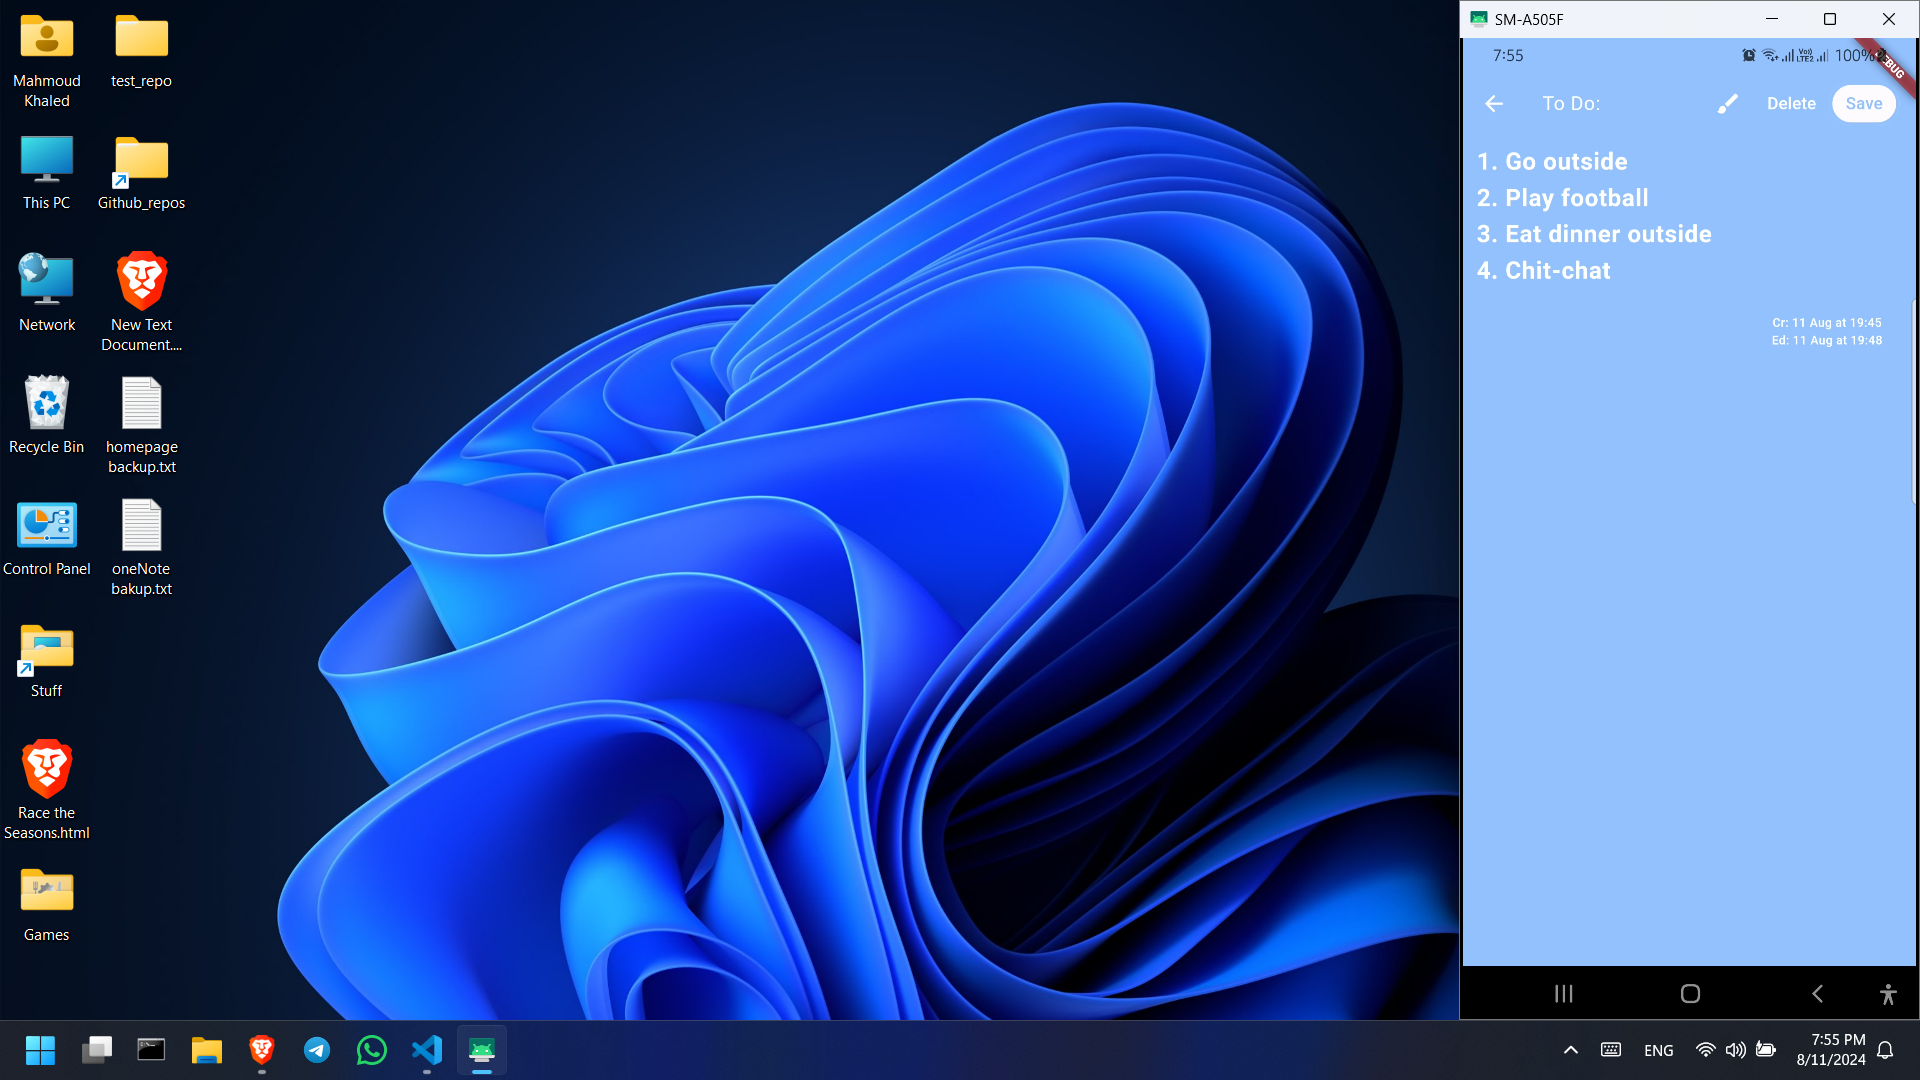 Mahmoud
Khaled
test_repo
This PC
Github_repos
Network
New Text
Document....
Recycle Bin
homepage
backup.txt
Control Panel
oneNote
bakup.txt
Stuff
Race the
Seasons.html
Games
SM-A505F
7:55
100%
To Do:
Delete
Save
1. Go outside
2. Play football
3. Eat dinner outside
4. Chit-chat
Cr: 11 Aug at 19:45
Ed: 11 Aug at 19:48
ENG
7:55 PM
8/11/2024